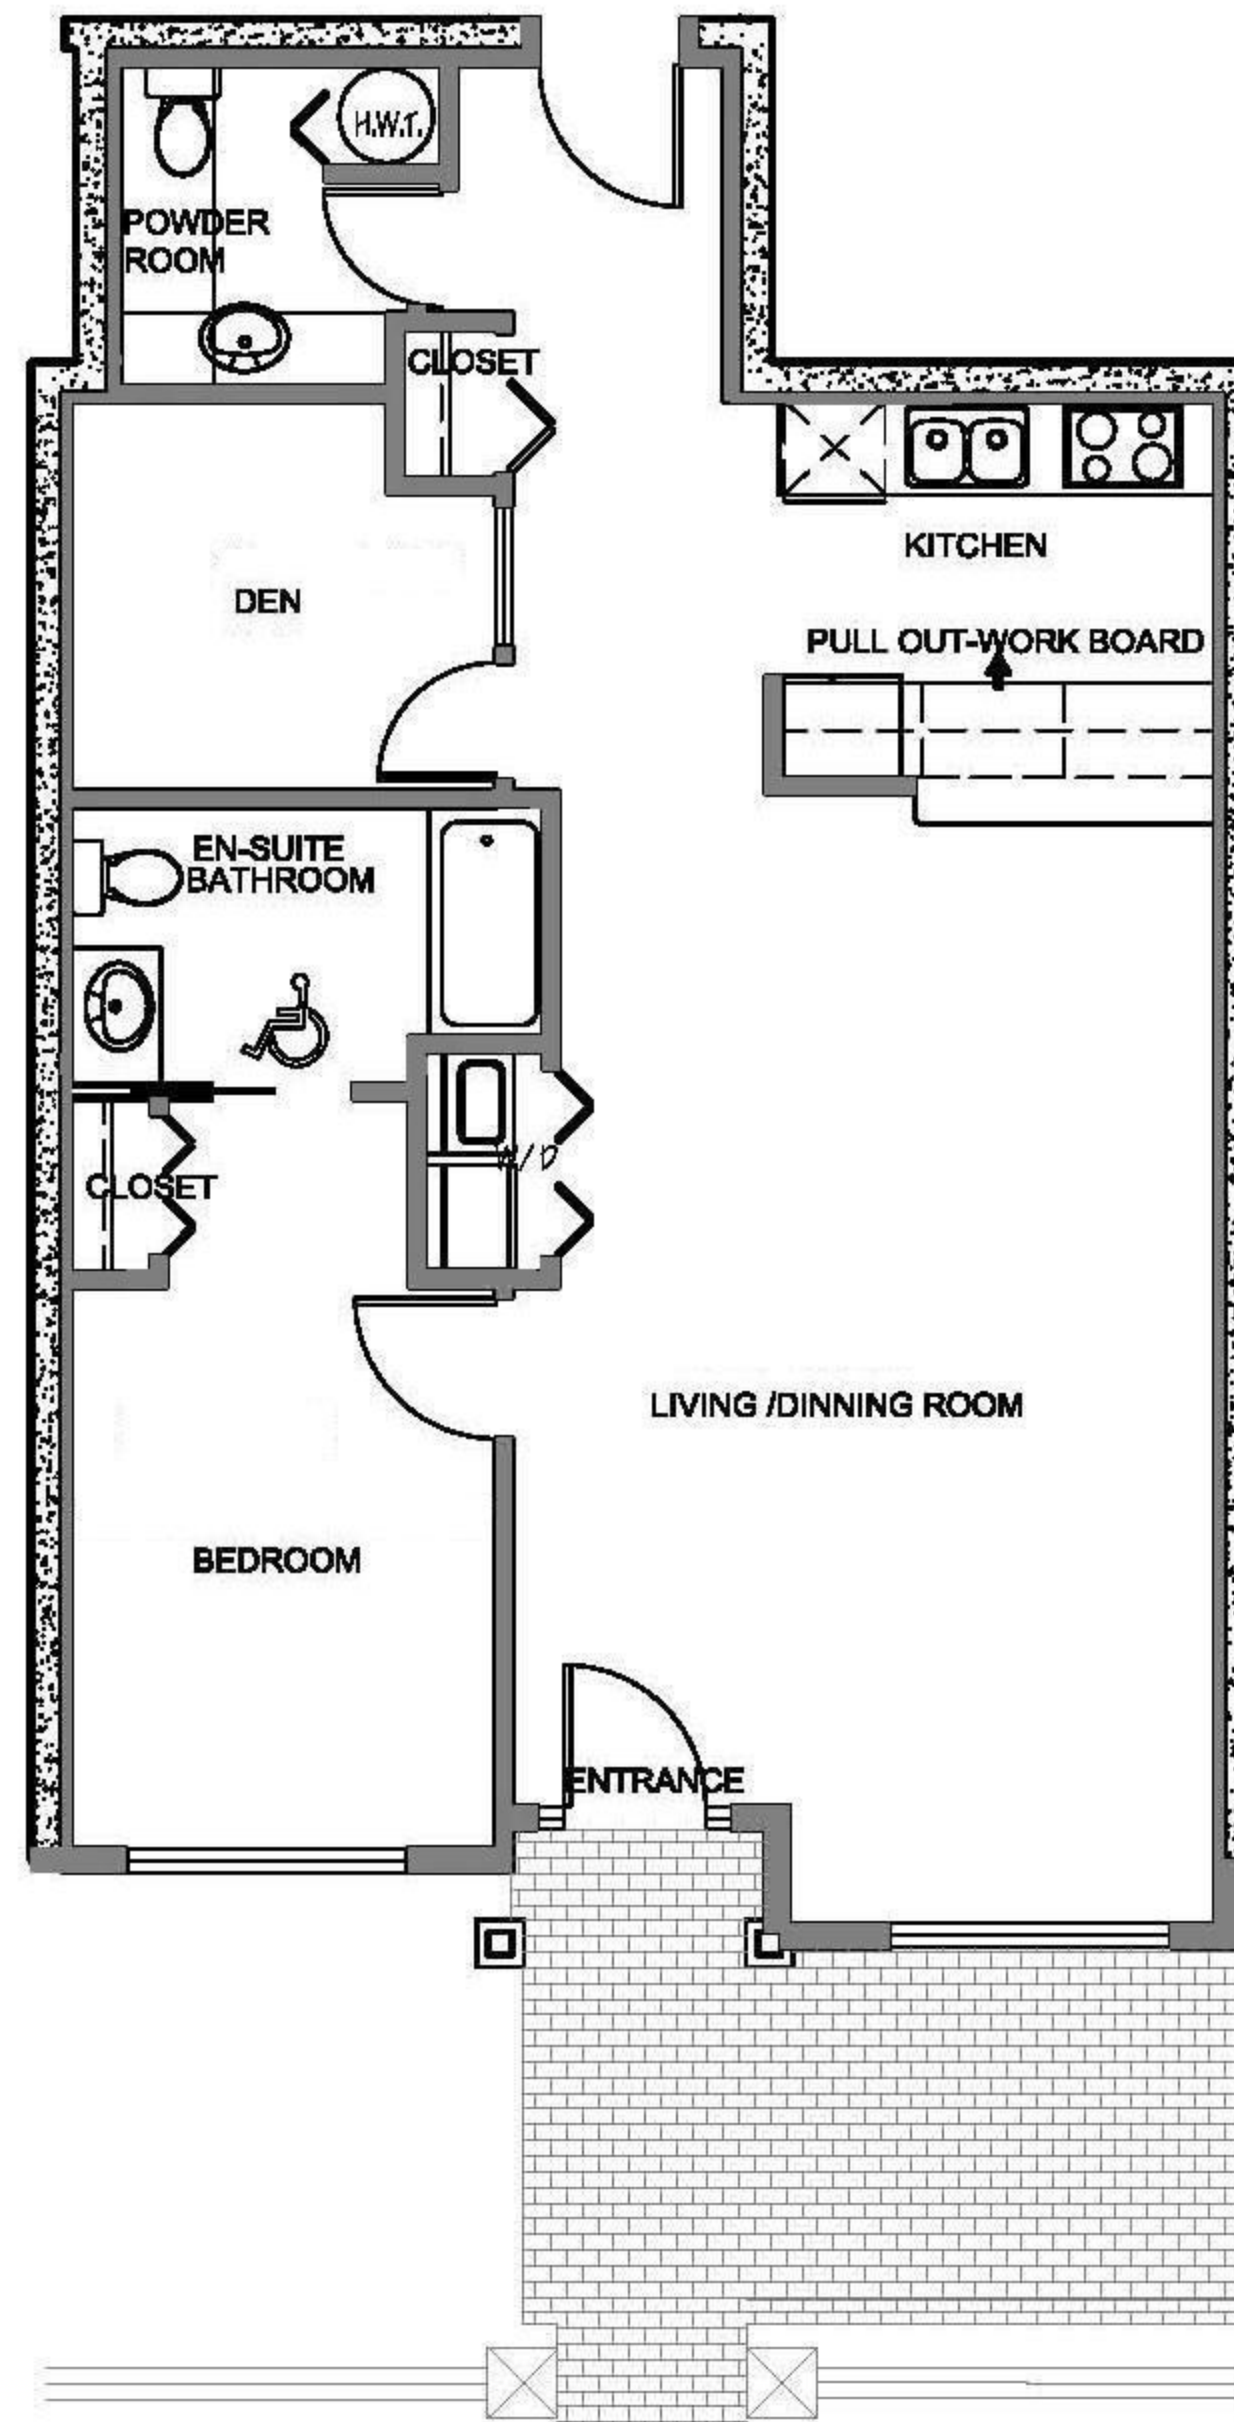 H.W.T.
POWDER
ROOM
CLOSET
KITCHEN
DEN
PULL OUT-WORK BOARD
EN-SUITE
BATHROOM
W/D
CLOSET
LIVING /DINNING ROOM
BEDROOM
ENTRANCE